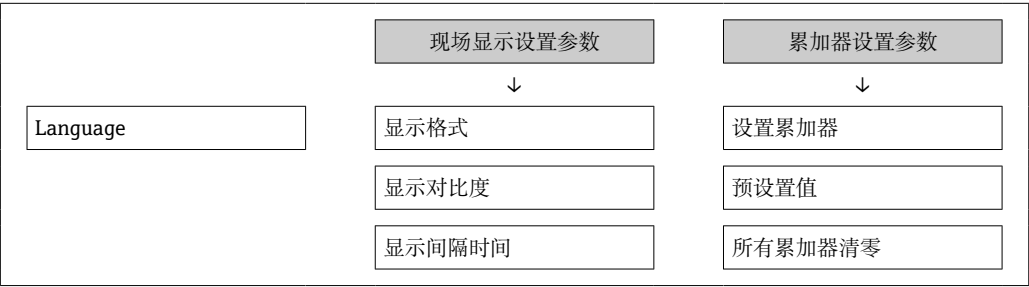 现场显示设置参数
累加器设置参数
↓
↓
Language
显示格式
设置累加器
显示对比度
预设置值
显示间隔时间
所有累加器清零